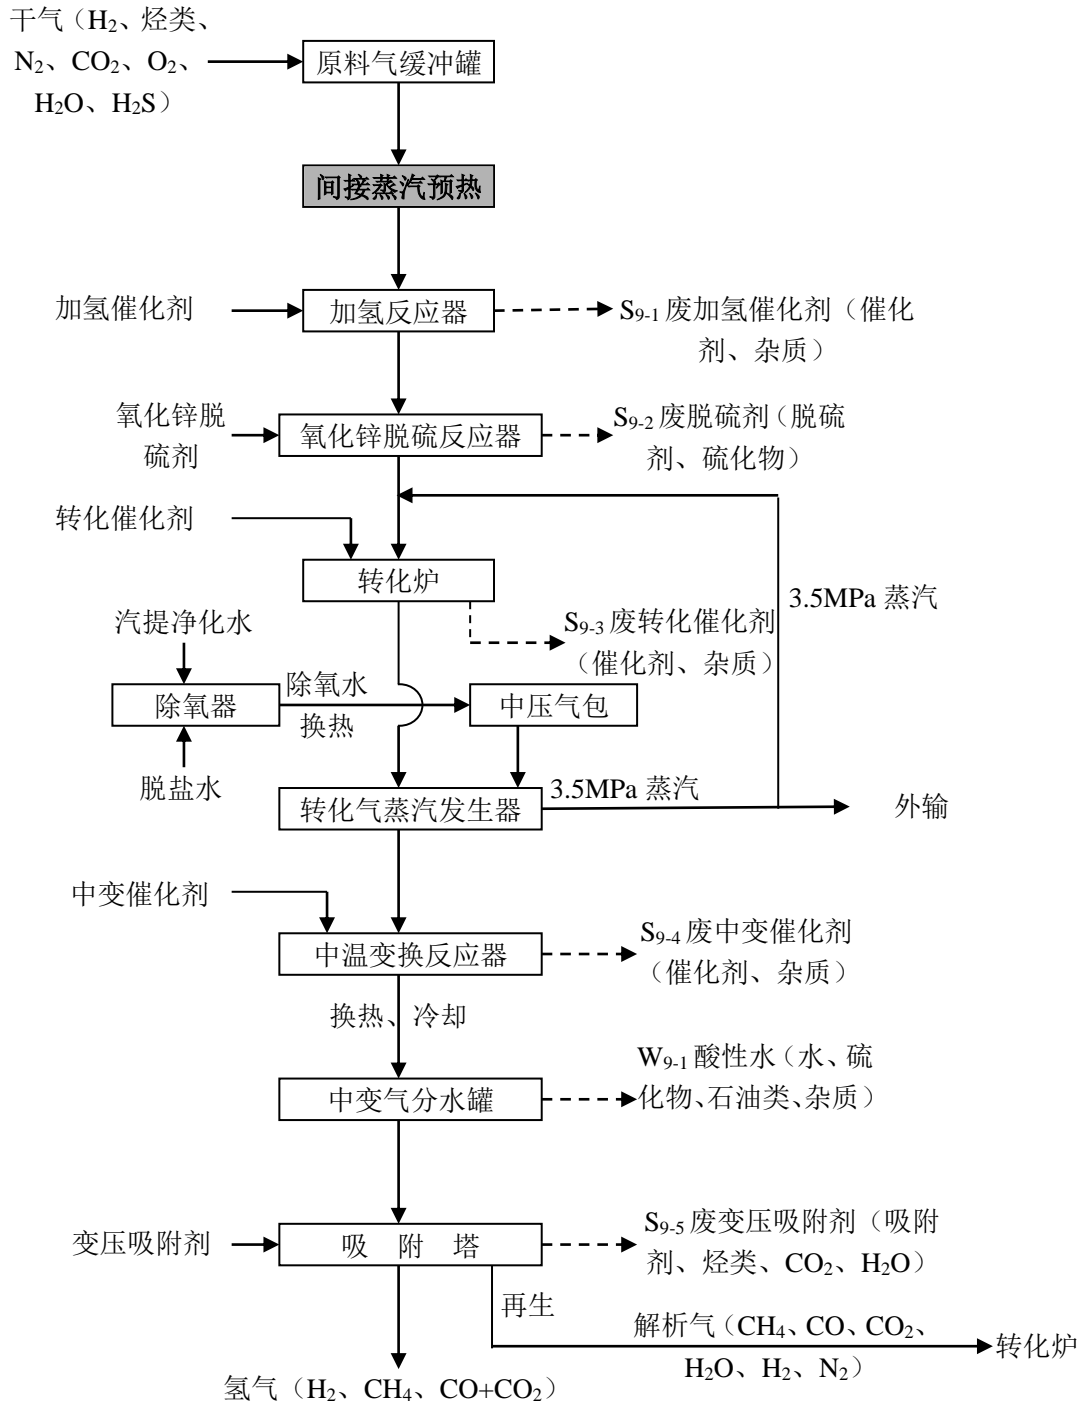 干气（H₂、烃类、
N₂、CO₂、O₂、
H₂O、H₂S）
原料气缓冲罐
间接蒸汽预热
加氢催化剂
加氢反应器
S₉₋₁ 废加氢催化剂（催化
剂、杂质）
氧化锌脱
硫剂
氧化锌脱硫反应器
S₉₋₂ 废脱硫剂（脱硫
剂、硫化物）
转化催化剂
转化炉
3.5MPa 蒸汽
S₉₋₃ 废转化催化剂
（催化剂、杂质）
汽提净化水
除氧器
除氧水
换热
中压气包
脱盐水
转化气蒸汽发生器
3.5MPa 蒸汽
外输
中变催化剂
中温变换反应器
S₉₋₄ 废中变催化剂
（催化剂、杂质）
换热、冷却
中变气分水罐
W₉₋₁ 酸性水（水、硫
化物、石油类、杂质）
变压吸附剂
吸 附 塔
S₉₋₅ 废变压吸附剂（吸附
剂、烃类、CO₂、H₂O）
再生
解析气（CH₄、CO、CO₂、
H₂O、H₂、N₂）
转化炉
氢气（H₂、CH₄、CO+CO₂）